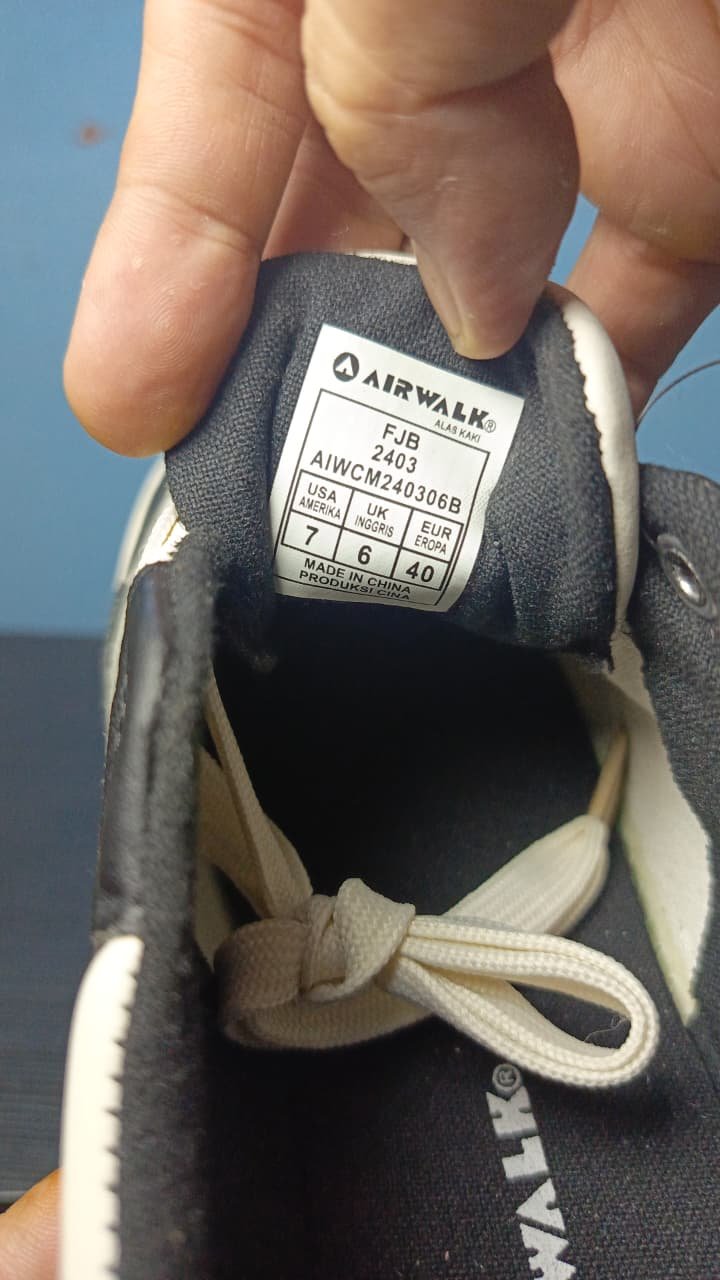 AIRWALK®
ALAS KAKI
FJB
2403
AIWCM240306B
USA UK EUR
AMERIKA INGGRIS EROPA
7 6 40
MADE IN CHINA
PRODUKSI CINA
WALK®